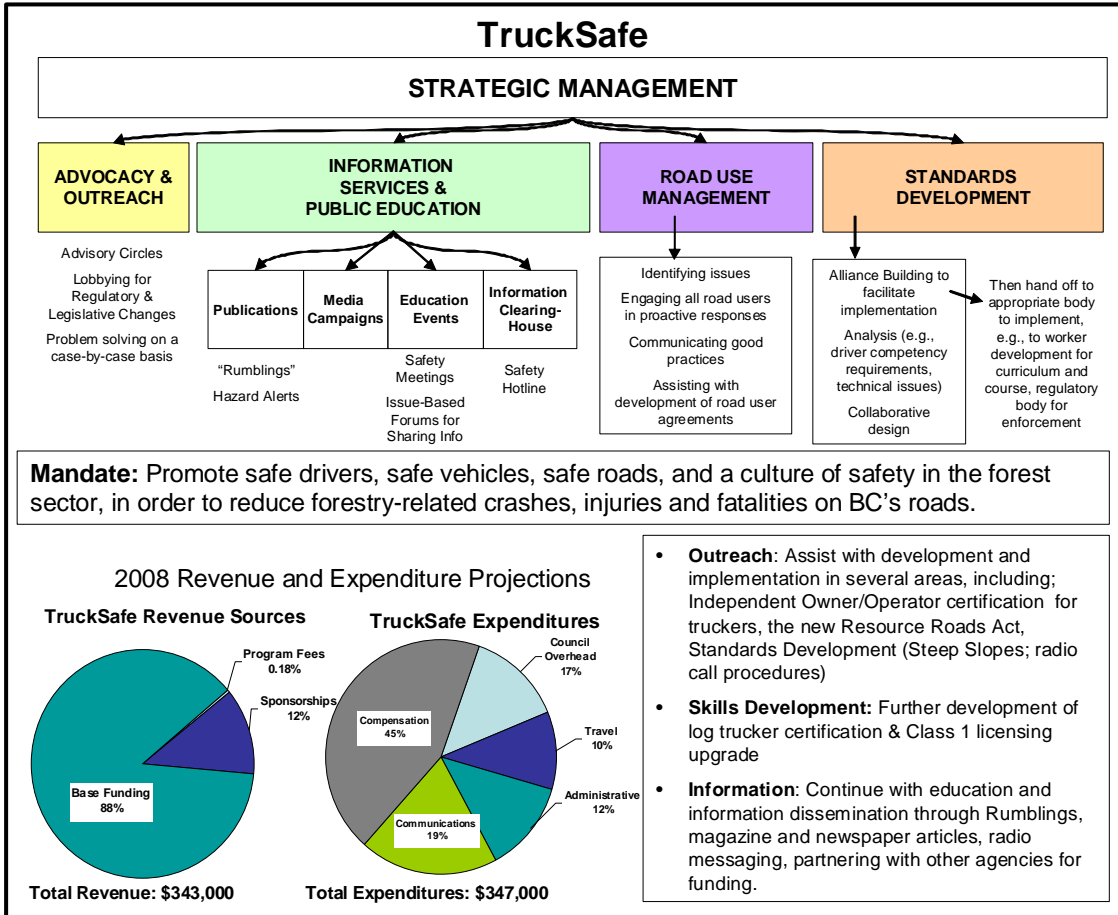 TruckSafe
STRATEGIC MANAGEMENT
ADVOCACY &
OUTREACH
Advisory Circles
Lobbying for
Regulatory &
Legislative Changes
Problem solving on a
case-by-case basis
INFORMATION
SERVICES &
PUBLIC EDUCATION
Publications
“Rumblings”
Hazard Alerts
Media
Campaigns
Education
Events
Safety
Meetings
Issue-Based
Forums for
Sharing Info
Information
Clearing-
House
Safety
Hotline
ROAD USE
MANAGEMENT
Identifying issues
Engaging all road users
in proactive responses
Communicating good
practices
Assisting with
development of road user
agreements
STANDARDS
DEVELOPMENT
Alliance Building to
facilitate
implementation
Analysis (e.g.,
driver competency
requirements,
technical issues)
Collaborative
design
Then hand off to
appropriate body
to implement,
e.g., to worker
development for
curriculum and
course, regulatory
body for
enforcement
Mandate: Promote safe drivers, safe vehicles, safe roads, and a culture of safety in the forest
sector, in order to reduce forestry-related crashes, injuries and fatalities on BC’s roads.
2008 Revenue and Expenditure Projections
TruckSafe Revenue Sources
Program Fees
0.18%
Sponsorships
12%
Base Funding
88%
Total Revenue: $343,000
TruckSafe Expenditures
Council
Overhead
17%
Compensation
45%
Travel
10%
Administrative
12%
Communications
19%
Total Expenditures: $347,000
• Outreach: Assist with development and
implementation in several areas, including;
Independent Owner/Operator certification for
truckers, the new Resource Roads Act,
Standards Development (Steep Slopes; radio
call procedures)
• Skills Development: Further development of
log trucker certification & Class 1 licensing
upgrade
• Information: Continue with education and
information dissemination through Rumblings,
magazine and newspaper articles, radio
messaging, partnering with other agencies for
funding.